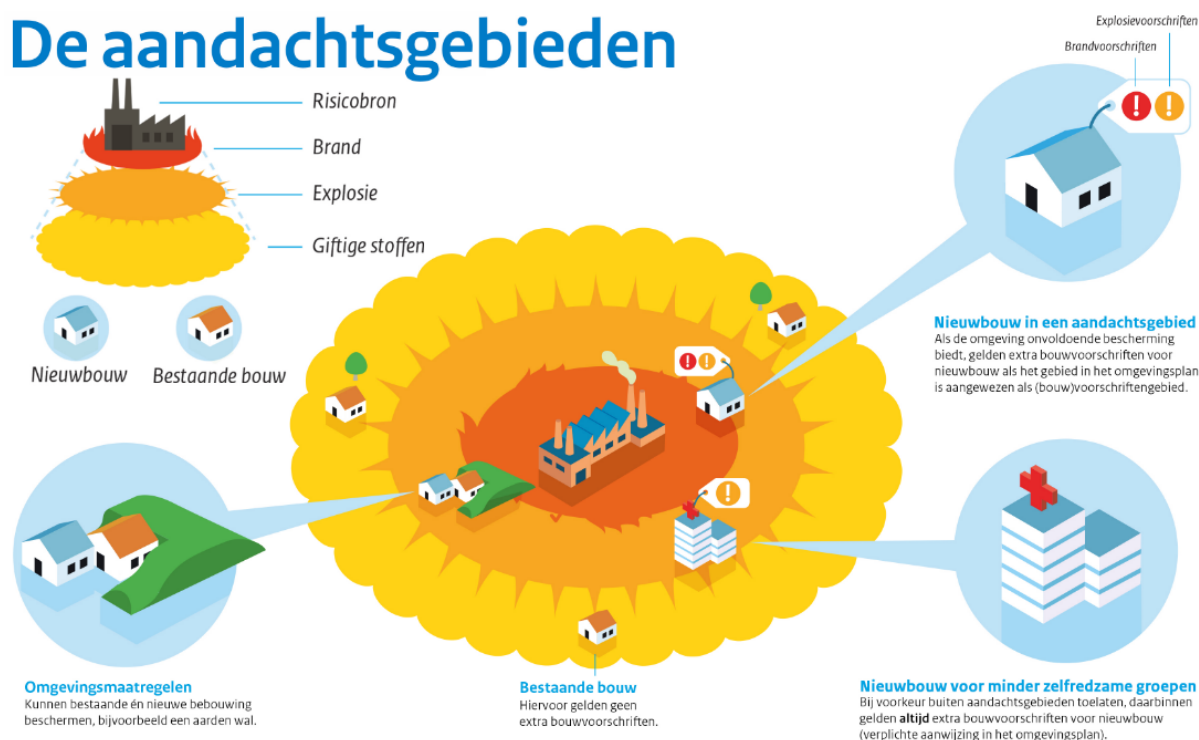 De aandachtsgebieden
Risicobron
Brand
Explosie
Giftige stoffen
Nieuwbouw
Bestaande bouw
Explosievoorschriften
Brandvoorschriften
Nieuwbouw in een aandachtsgebied
Als de omgeving onvoldoende bescherming
biedt, gelden extra bouwvoorschriften voor
nieuwbouw als het gebied in het omgevingsplan
is aangewezen als (bouw)voorschriftengebied.
Omgevingsmaatregelen
Kunnen bestaande én nieuwe bebouwing
beschermen, bijvoorbeeld een aarden wal.
Bestaande bouw
Hiervoor gelden geen
extra bouwvoorschriften.
Nieuwbouw voor minder zelfredzame groepen
Bij voorkeur buiten aandachtsgebieden toelaten, daarbinnen
gelden altijd extra bouwvoorschriften voor nieuwbouw
(verplichte aanwijzing in het omgevingsplan).